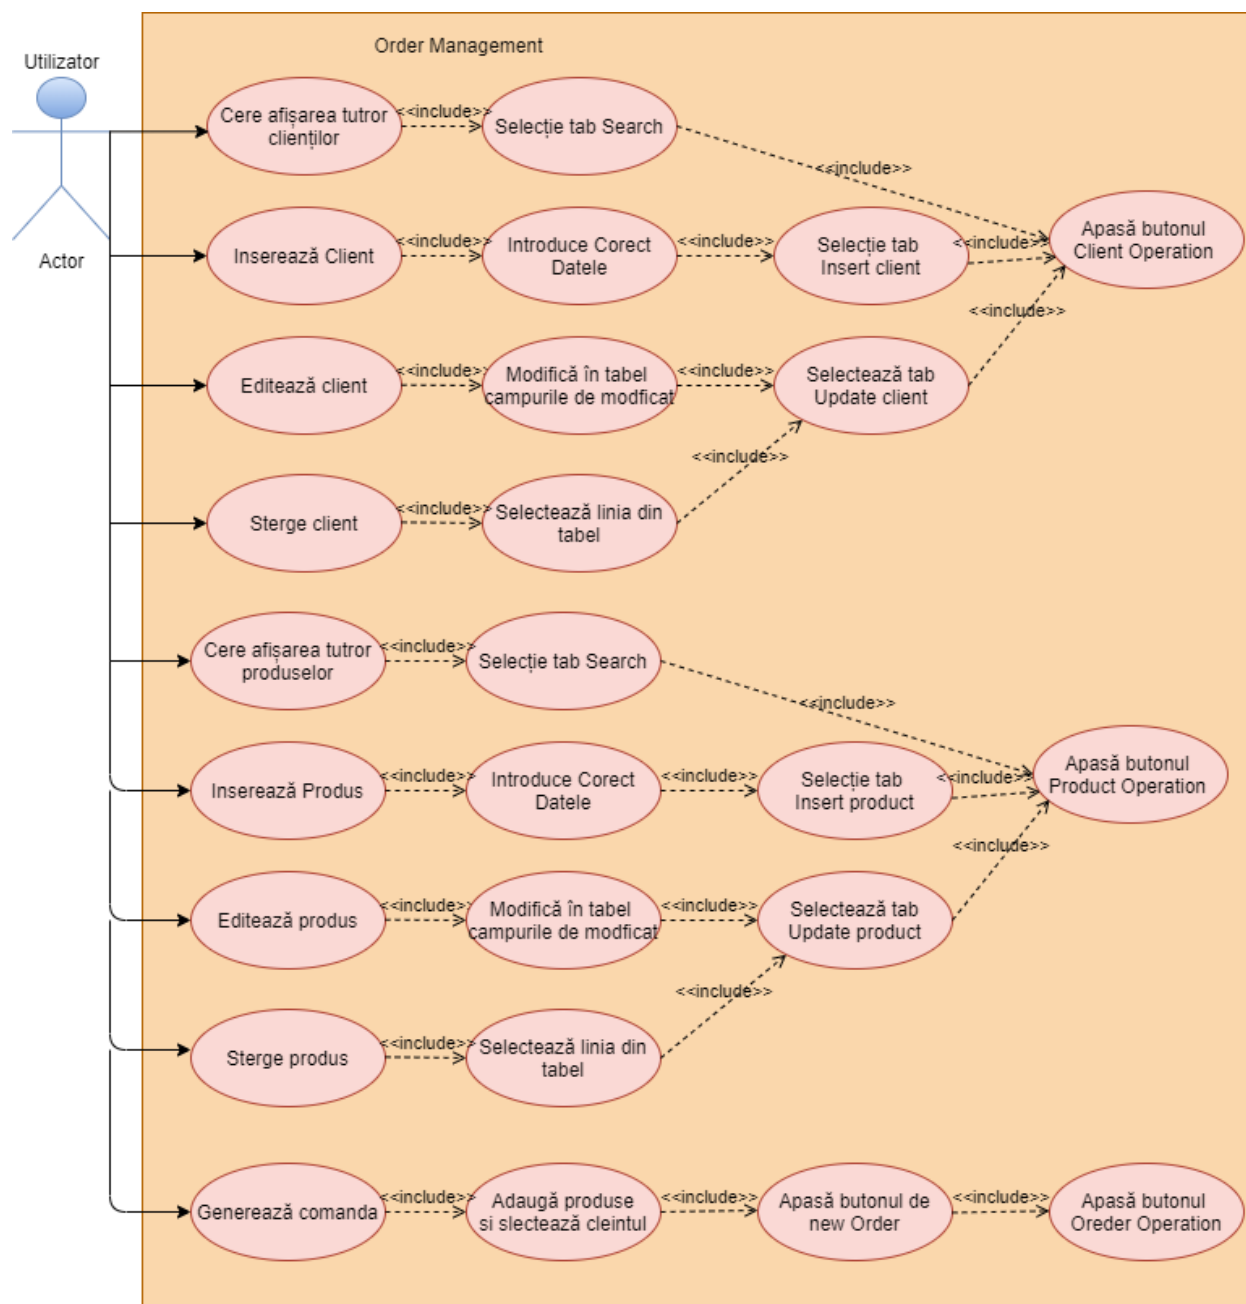 Order Management
Utilizator
Actor
Cere afișarea tutror
clienților
<<include>>
Selecție tab Search
<<include>>
Apasă butonul
Client Operation
Inserează Client
<<include>>
Introduce Corect
Datele
<<include>>
Selecție tab
Insert client
<<include>>
<<include>>
Editează client
<<include>>
Modifică în tabel
campurile de modficat
<<include>>
Selectează tab
Update client
<<include>>
Sterge client
<<include>>
Selectează linia din
tabel
Cere afișarea tutror
produselor
<<include>>
Selecție tab Search
<<include>>
Apasă butonul
Product Operation
Inserează Produs
<<include>>
Introduce Corect
Datele
<<include>>
Selecție tab
Insert product
<<include>>
<<include>>
Editează produs
<<include>>
Modifică în tabel
campurile de modficat
<<include>>
Selectează tab
Update product
<<include>>
Sterge produs
<<include>>
Selectează linia din
tabel
Generează comanda
<<include>>
Adaugă produse
si slectează cleintul
<<include>>
Apasă butonul de
new Order
<<include>>
Apasă butonul
Oreder Operation